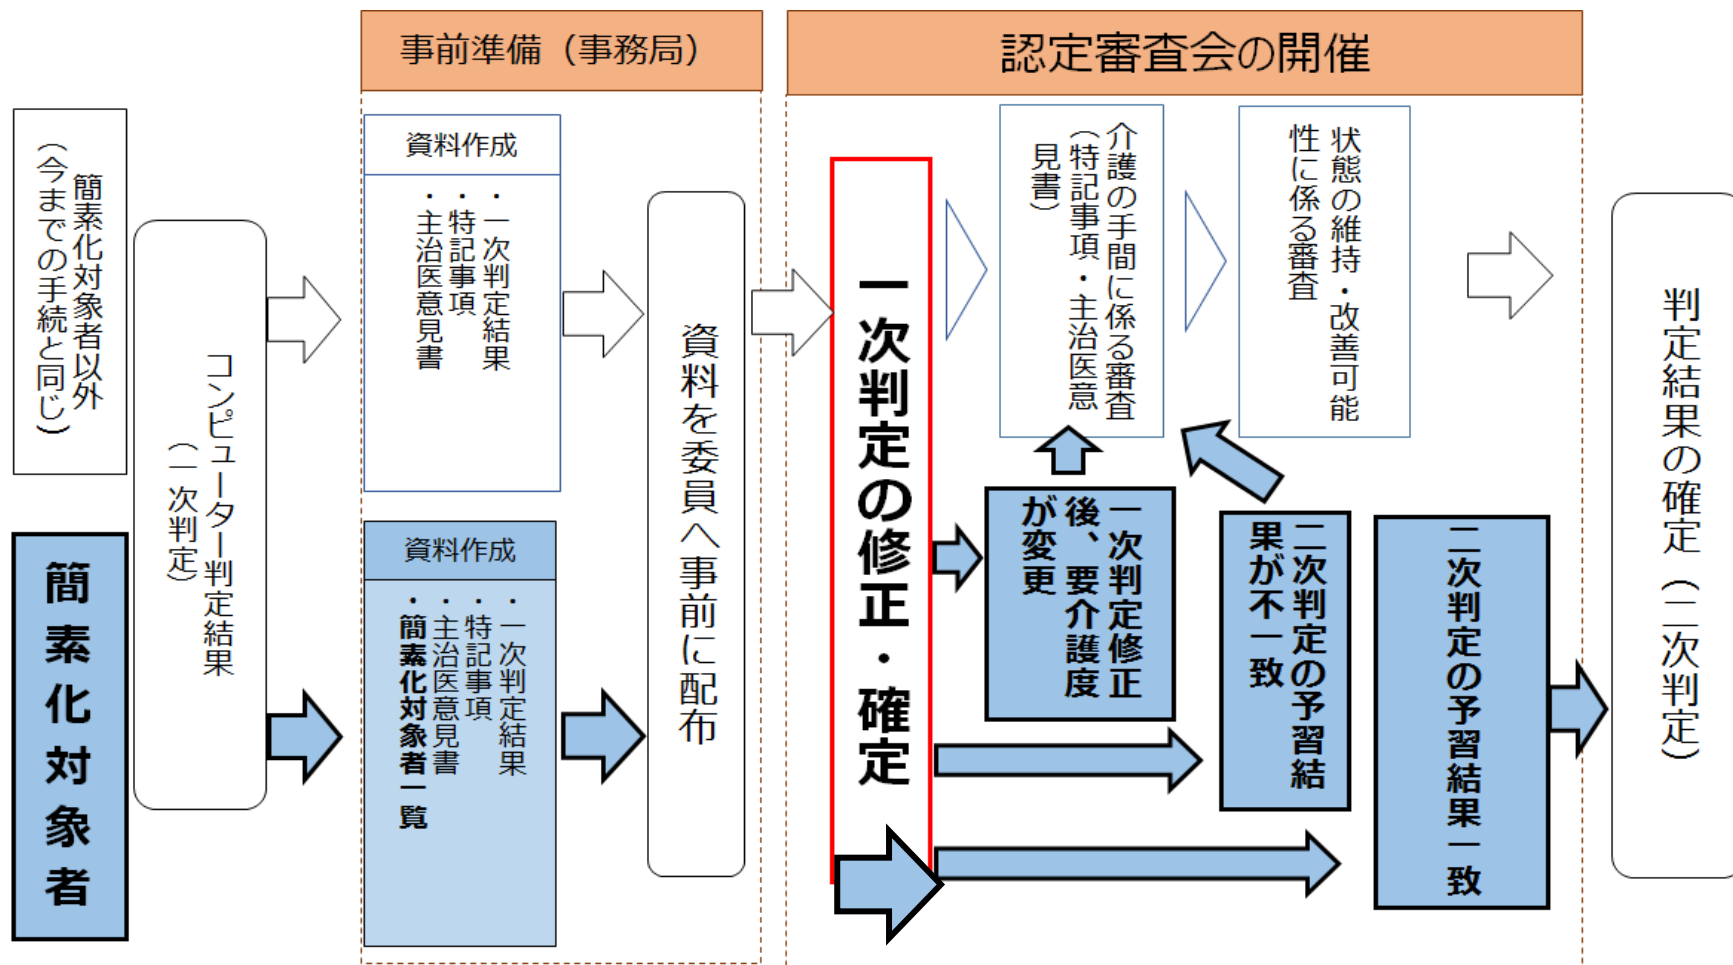 事前準備（事務局）
認定審査会の開催
簡素化対象者以外
（今までの手続と同じ）
簡素化対象者
コンピューター判定結果
（一次判定）
資料作成
・一次判定結果
・特記事項
・主治医意見書
資料作成
・一次判定結果
・特記事項
・主治医意見書
・簡素化対象者一覧
資料を委員へ事前に配布
一次判定の修正・確定
介護の手間に係る審査
（特記事項・主治医意
見書）
状態の維持・改善可能
性に係る審査
一次判定修正
後、要介護度
が変更
二次判定の予習結
果が不一致
二次判定の予習結果一致
判定結果の確定（二次判定）